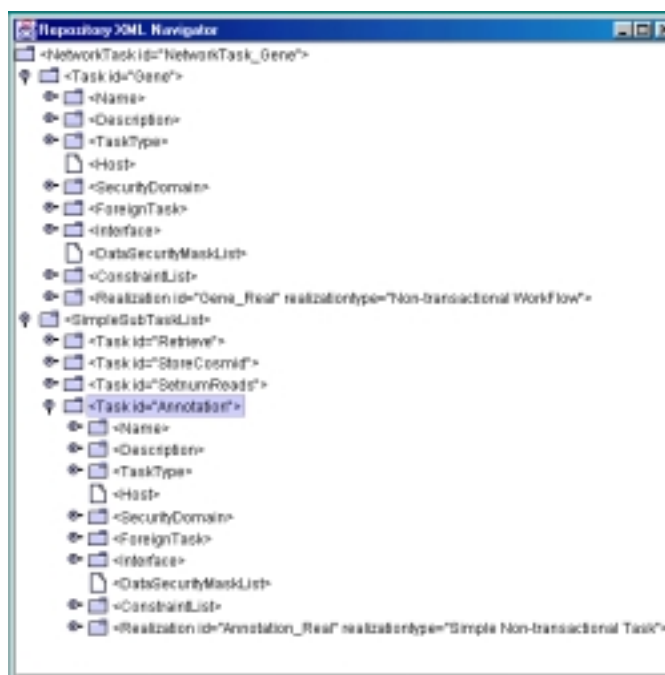 Repository XML Navigator
<NetworkTask id="NetworkTask_Gene">
<Task id="Gene">
<Name>
<Description>
<TaskType>
<Host>
<SecurityDomain>
<ForeignTask>
<Interface>
<DataSecurityMaskList>
<ConstraintList>
<Realization id="Gene_Real" realizationtype="Non-transactional WorkFlow">
<SimpleSubTaskList>
<Task id="Retrieve">
<Task id="StoreCosmid">
<Task id="SetnumReads">
<Task id="Annotation">
<Name>
<Description>
<TaskType>
<Host>
<SecurityDomain>
<ForeignTask>
<Interface>
<DataSecurityMaskList>
<ConstraintList>
<Realization id="Annotation_Real" realizationtype="Simple Non-transactional Task">